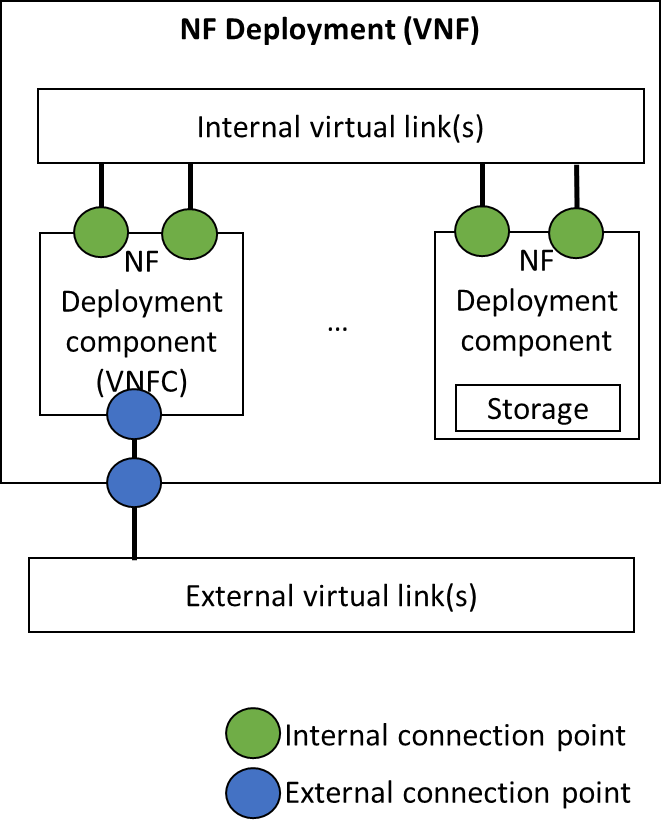 NF Deployment (VNF)
Internal virtual link(s)
NF
Deployment
component
(VNFC)
...
NF
Deployment
component
Storage
External virtual link(s)
Internal connection point
External connection point